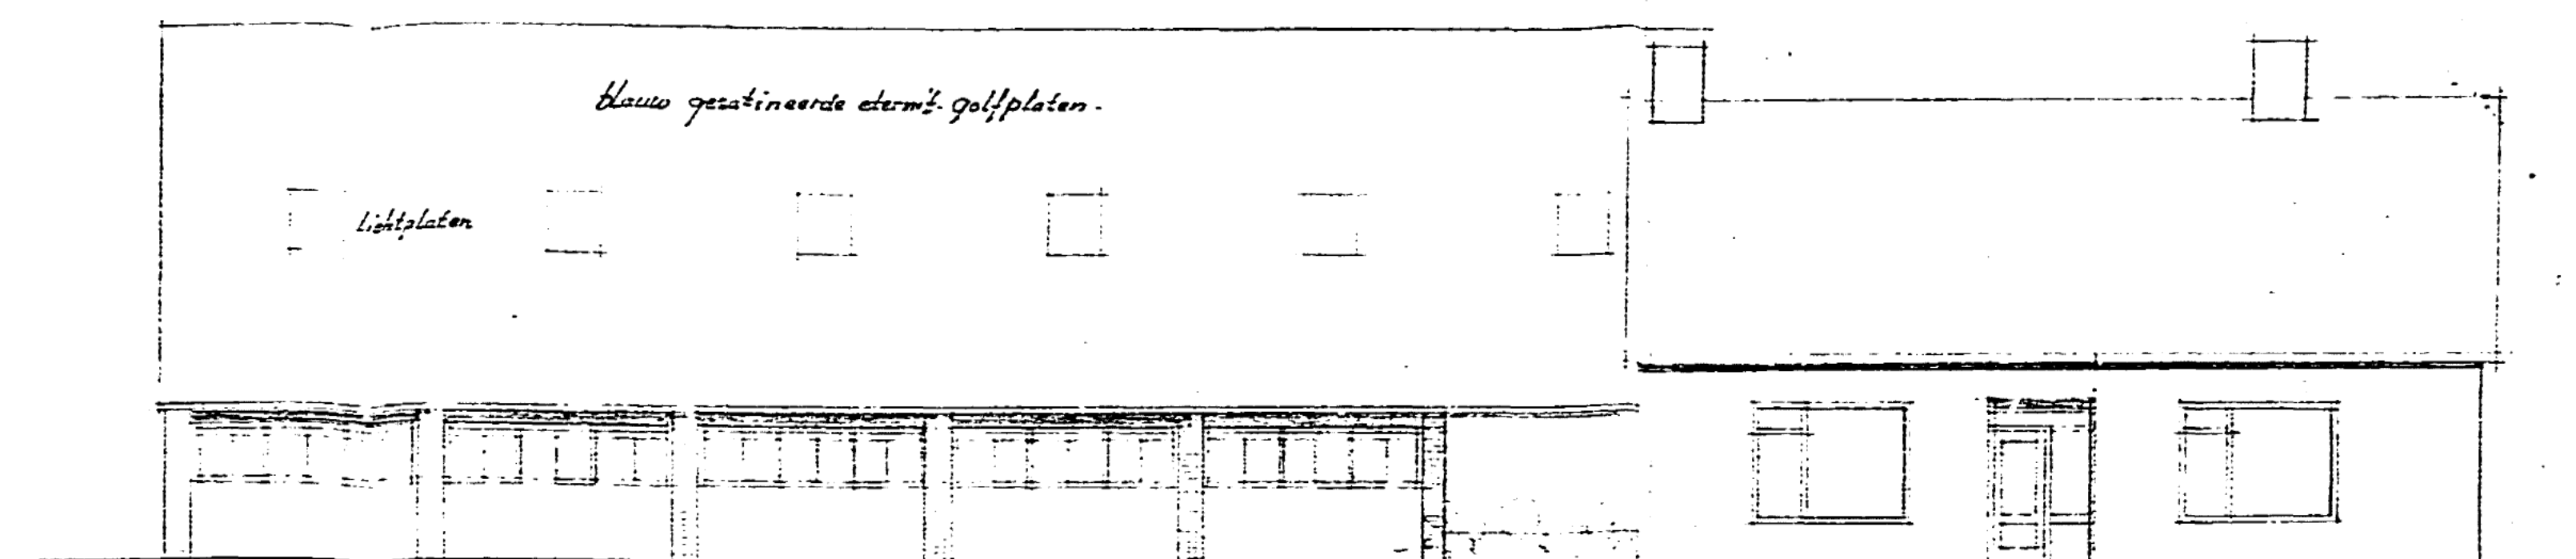 blauw gesatineerde eternit- golfplaten -
lichtplaten